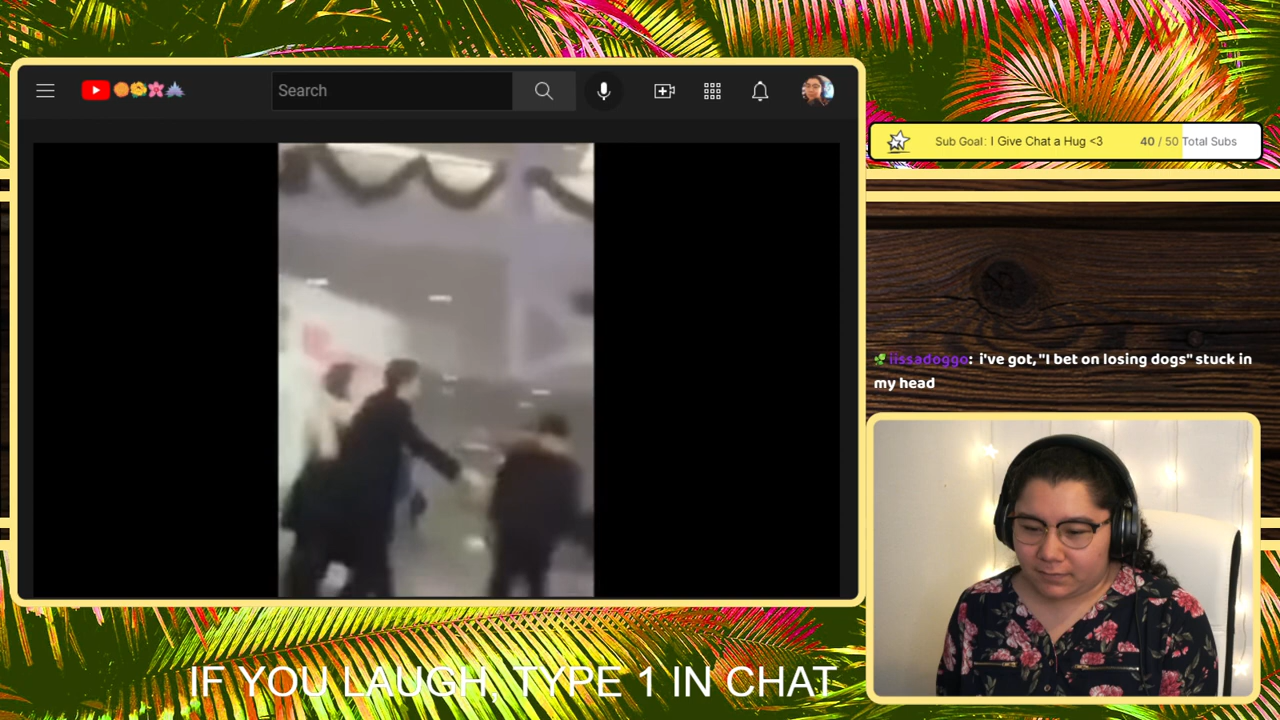 Search
Sub Goal: I Give Chat a Hug <3
40 / 50 Total Subs
iissadoggo: i've got, "I bet on losing dogs" stuck in
my head
IF YOU LAUGH, TYPE 1 IN CHAT